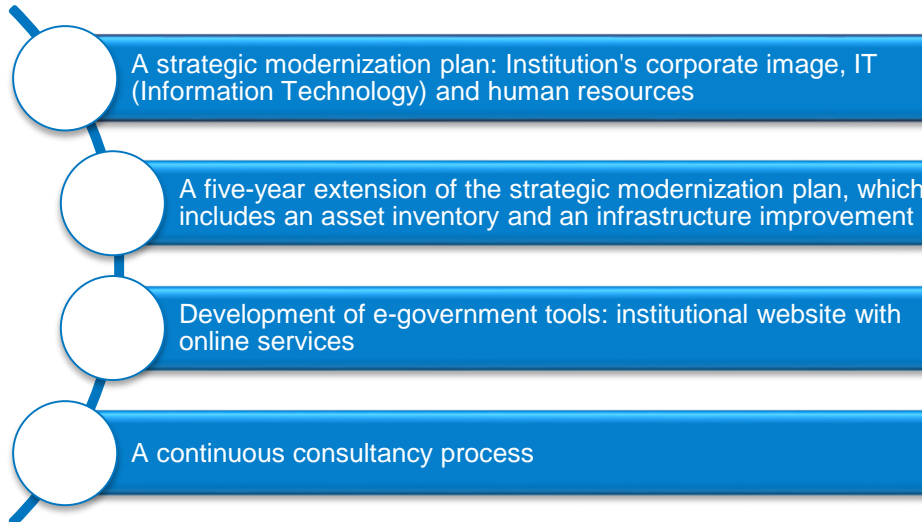 A strategic modernization plan: Institution's corporate image, IT
(Information Technology) and human resources
A five-year extension of the strategic modernization plan, which
includes an asset inventory and an infrastructure improvement
Development of e-government tools: institutional website with
online services
A continuous consultancy process